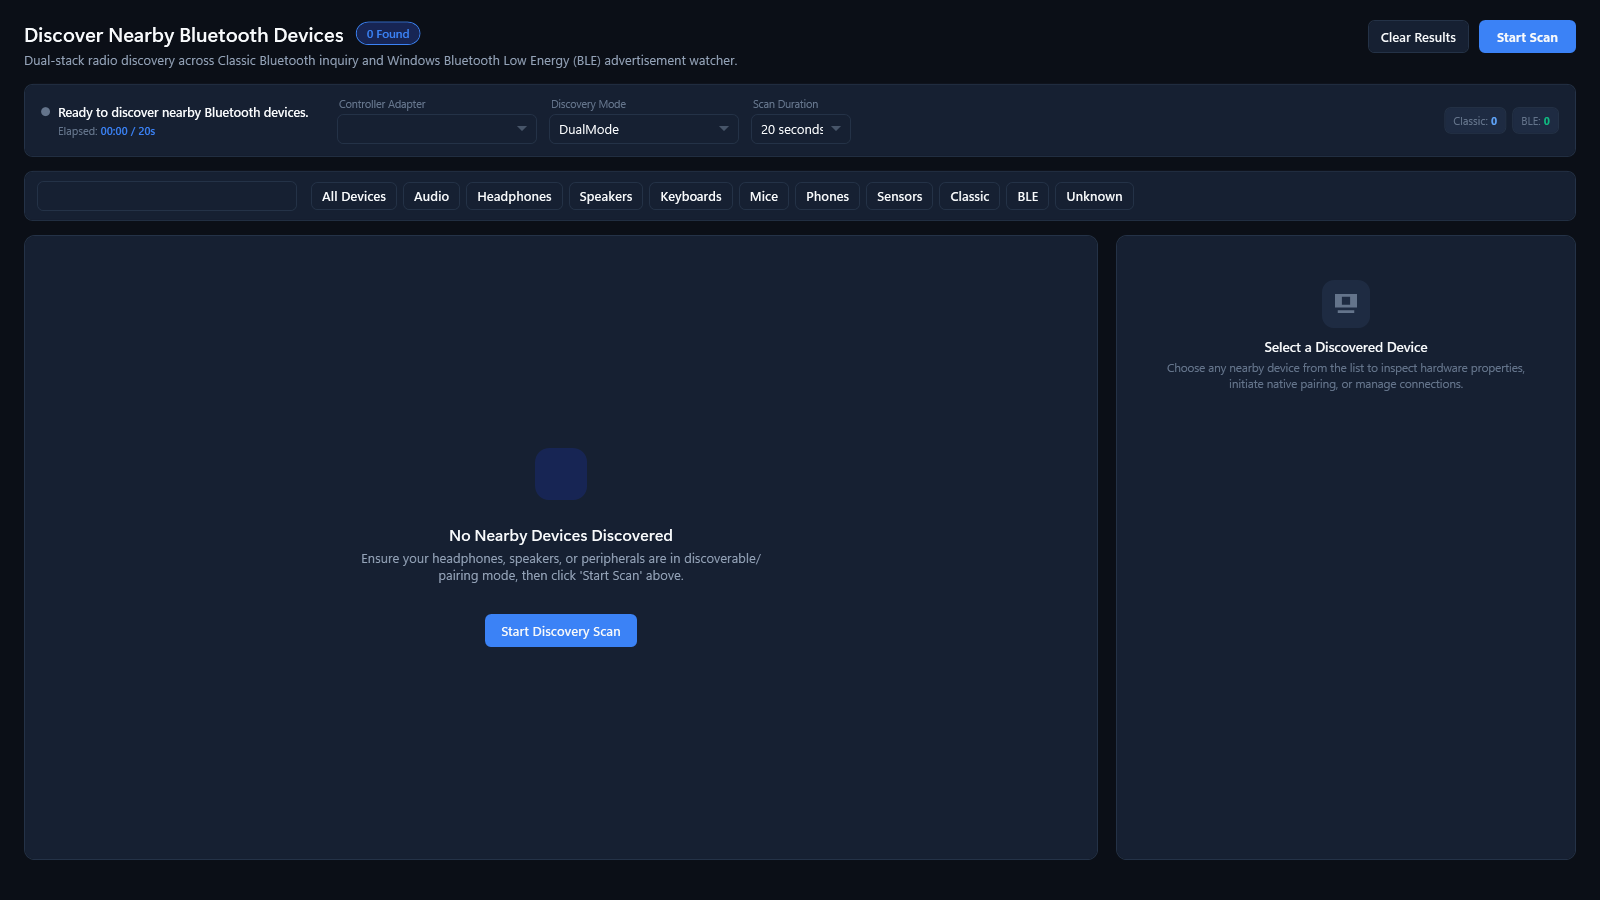 Discover Nearby Bluetooth Devices
0 Found
Dual-stack radio discovery across Classic Bluetooth inquiry and Windows Bluetooth Low Energy (BLE) advertisement watcher.
Clear Results
Start Scan
Ready to discover nearby Bluetooth devices.
Elapsed: 00:00 / 20s
Controller Adapter
Discovery Mode
DualMode
Scan Duration
20 seconds
Classic: 0
BLE: 0
All Devices
Audio
Headphones
Speakers
Keyboards
Mice
Phones
Sensors
Classic
BLE
Unknown
No Nearby Devices Discovered
Ensure your headphones, speakers, or peripherals are in discoverable/
pairing mode, then click 'Start Scan' above.
Start Discovery Scan
Select a Discovered Device
Choose any nearby device from the list to inspect hardware properties,
initiate native pairing, or manage connections.